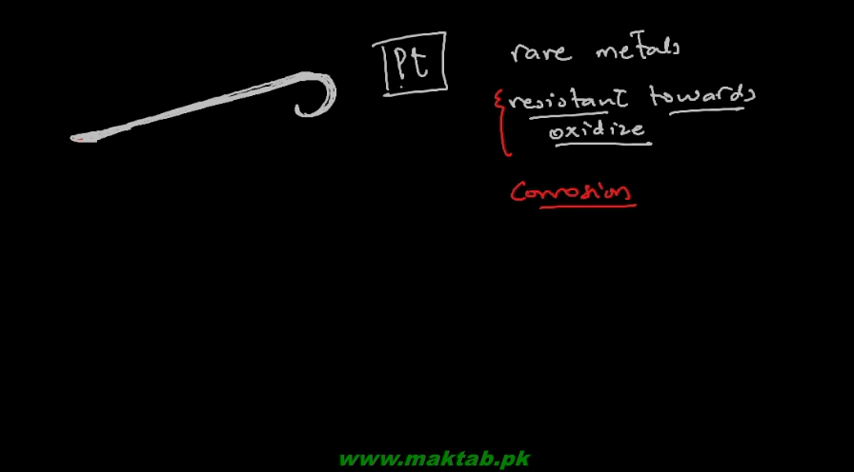 Pt
rare metals
resistant towards
oxidize
Corrosion
www.maktab.pk